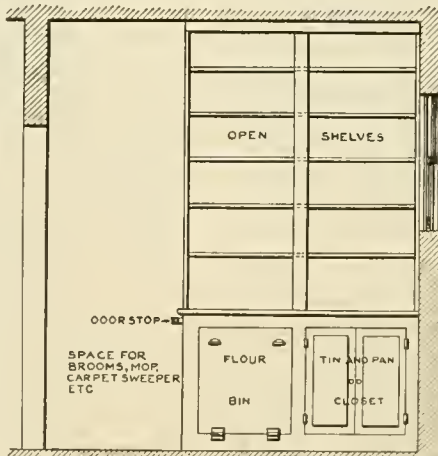 OPEN SHELVES
DOOR STOP
SPACE FOR
BROOMS, MOP,
CARPET SWEEPER
ETC
FLOUR
BIN
TIN AND PAN
CLOSET